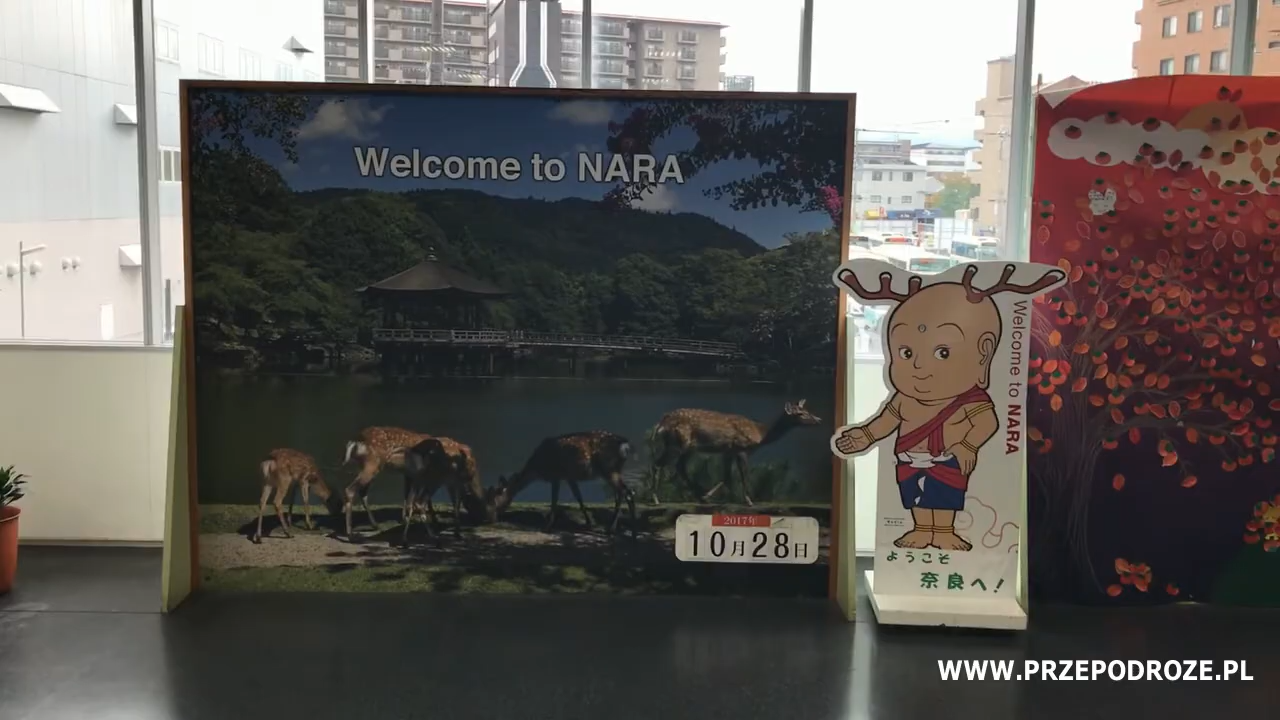 Welcome to NARA
2017年
10月28日
Welcome to NARA
ようこそ
奈良へ!
WWW.PRZEPODROZE.PL